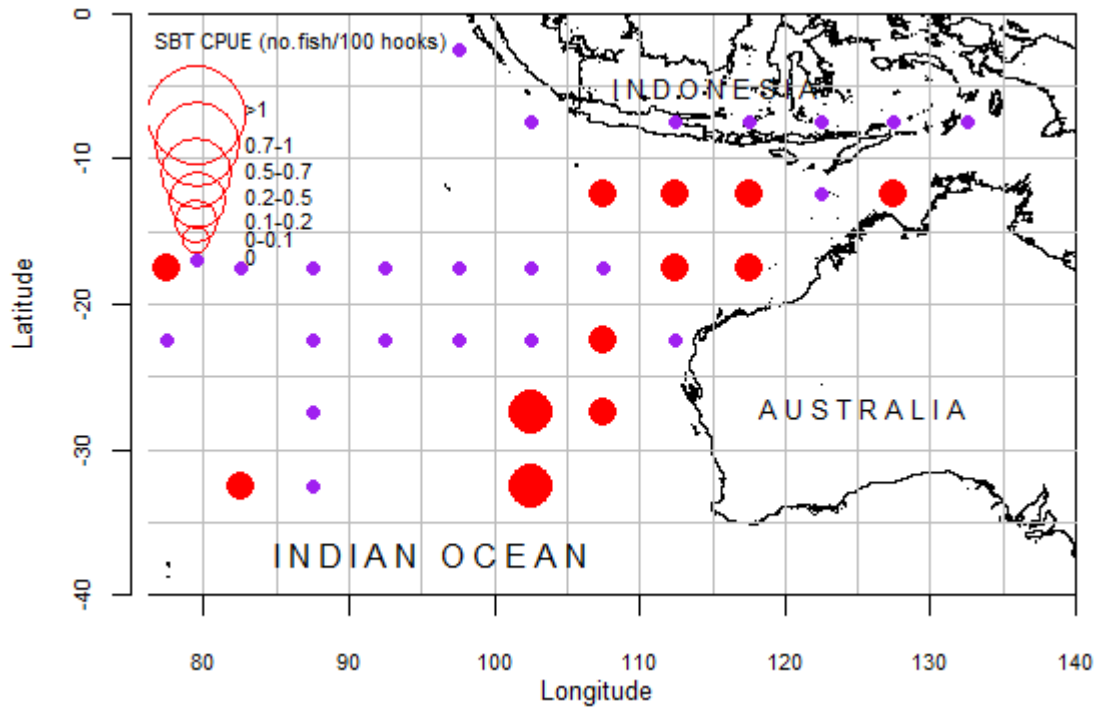 0
SBT CPUE (no.fish/100 hooks)
INDONESIA
>1
0.7-1
0.5-0.7
0.2-0.5
0.1-0.2
0-0.1
0
-10
-20
-30
-40
Latitude
AUSTRALIA
INDIAN OCEAN
80 90 100 110 120 130 140
Longitude